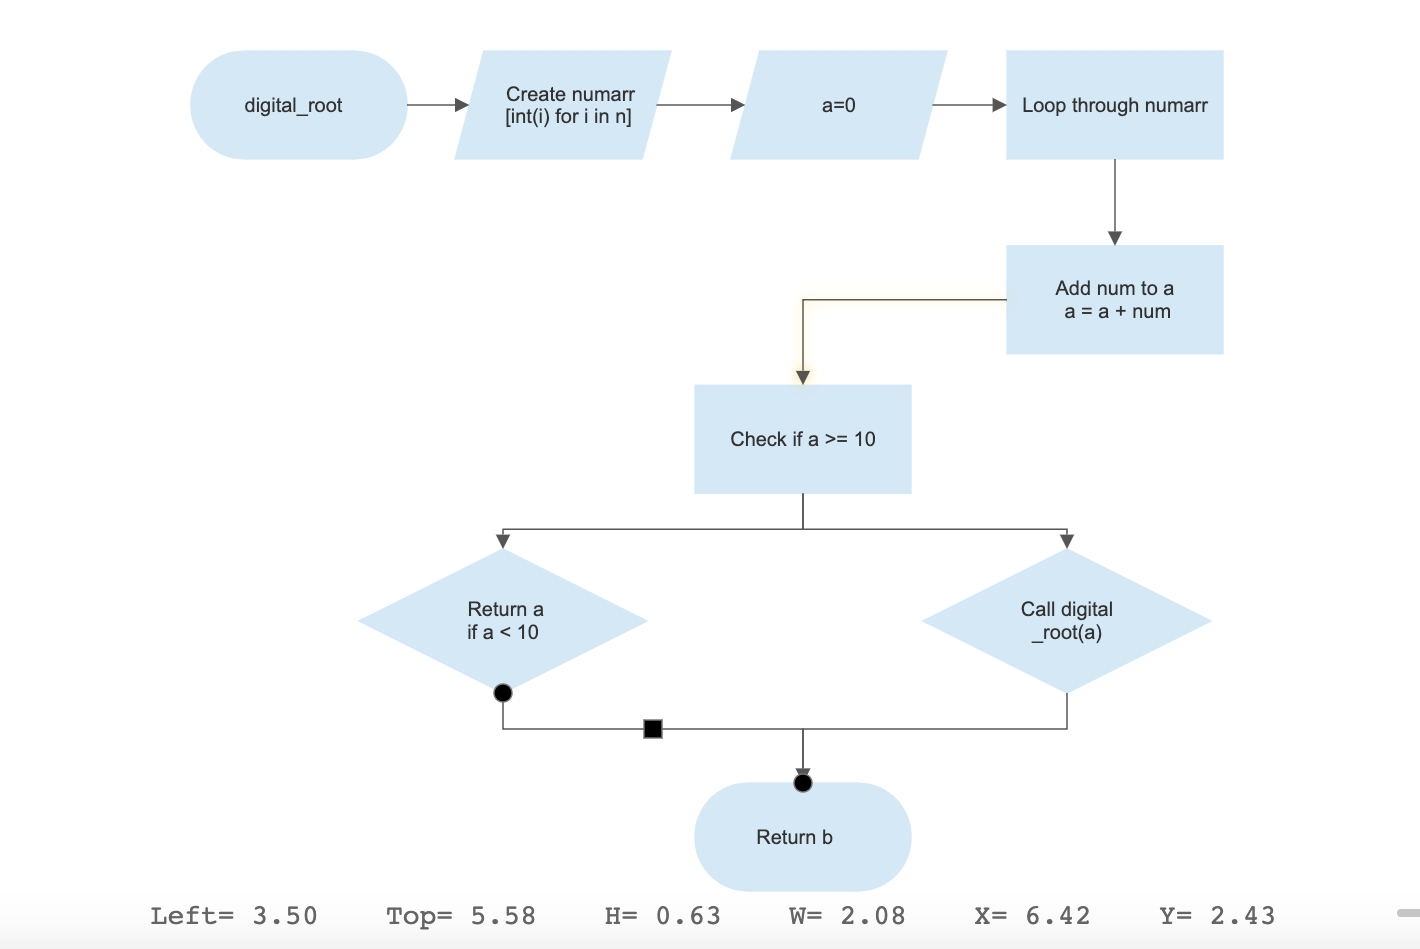 digital_root
Create numarr
[int(i) for i in n]
a=0
Loop through numarr
Add num to a
a = a + num
Check if a >= 10
Return a
if a < 10
Call digital
_root(a)
Return b
Left= 3.50 Top= 5.58 H= 0.63 W= 2.08 X= 6.42 Y= 2.43